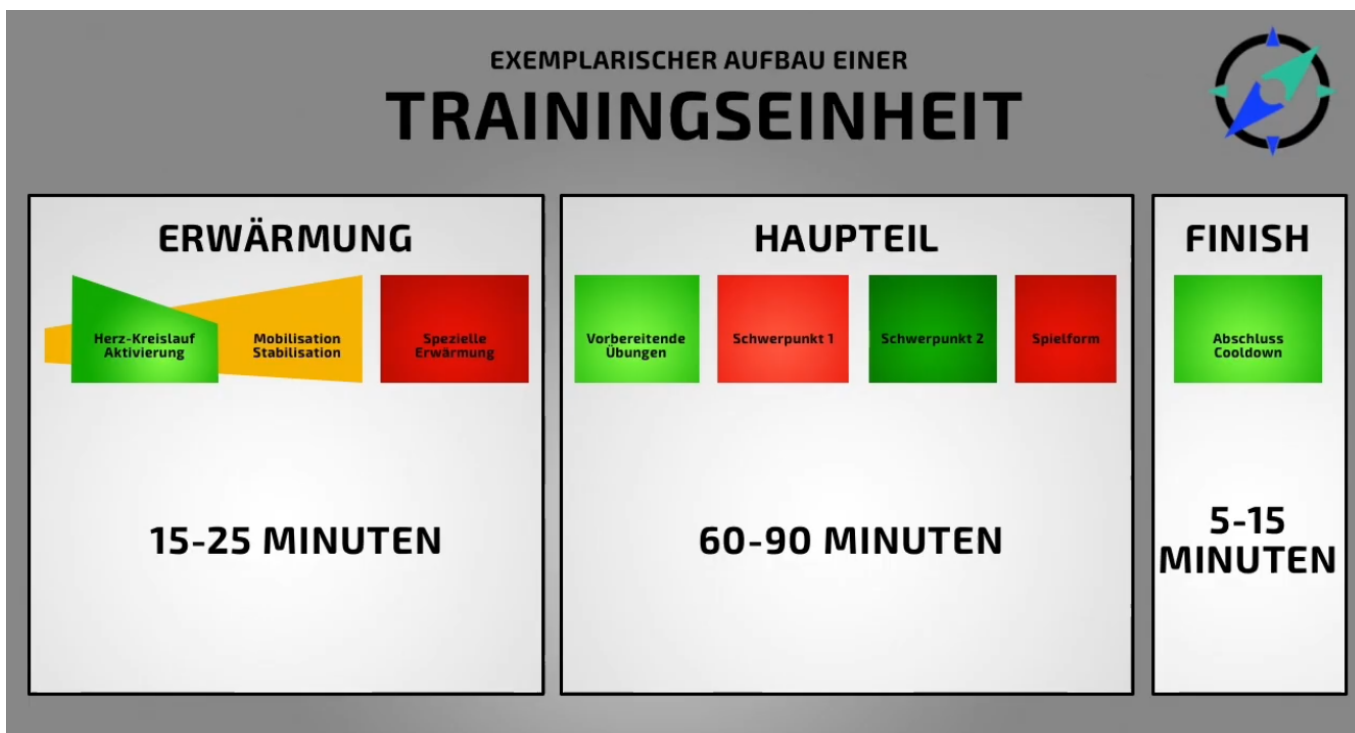 EXEMPLARISCHER AUFBAU EINER
TRAININGSEINHEIT
ERWÄRMUNG
Herz-Kreislauf
Aktivierung
Mobilisation
Stabilisation
Spezielle
Erwärmung
15-25 MINUTEN
HAUPTEIL
Vorbereitende
Übungen
Schwerpunkt 1
Schwerpunkt 2
Spielform
60-90 MINUTEN
FINISH
Abschluss
Cooldown
5-15
MINUTEN